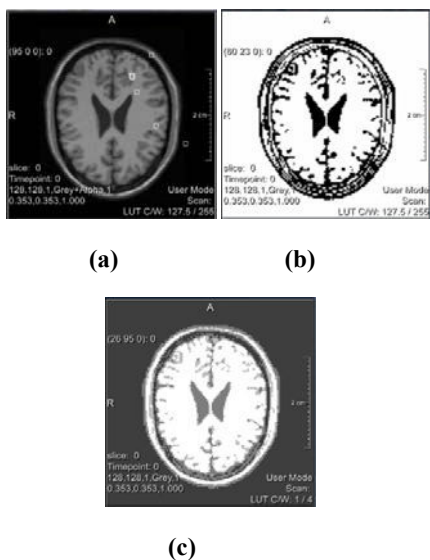 A
(95 0 0): 0
R
2 cm
slice: 0
Timepoint: 0
128,128,1,Grey+Alpha,1
0.353,0.353,1.000
User Mode
Scan:
LUT C/W: 127.5 / 255
(a)
A
(60 23 0): 0
R
2 cm
slice: 0
Timepoint: 0
128,128,1,Grey,1
0.353,0.353,1.000
User Mode
Scan:
LUT C/W: 127.5 / 255
(b)
A
(26 95 0): 0
R
2 cm
slice: 0
Timepoint: 0
128,128,1,Grey,1
0.353,0.353,1.000
User Mode
Scan:
LUT C/W: 1 / 4
(c)